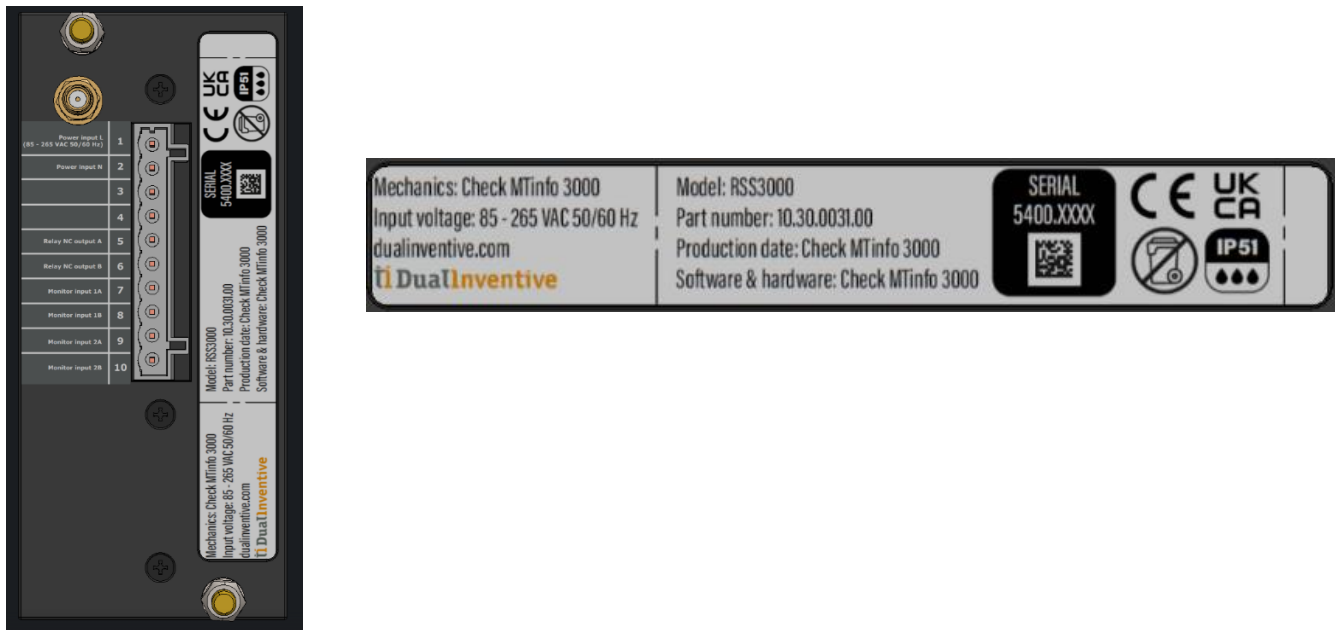 Power input L
(85 - 265 VAC 50/60 Hz)
1
Power input N
2
3
4
Relay NC output A
5
Relay NC output B
6
Monitor input 1A
7
Monitor input 1B
8
Monitor input 2A
9
Monitor input 2B
10
Mechanics: Check MTinfo 3000
Input voltage: 85 - 265 VAC 50/60 Hz
dualinventive.com
DualInventive
Model: RSS3000
Part number: 10.30.0031.00
Production date: Check MTinfo 3000
Software & hardware: Check MTinfo 3000
SERIAL
5400.XXXX
CE
UK
CA
IP51
Mechanics: Check MTinfo 3000
Input voltage: 85 - 265 VAC 50/60 Hz
dualinventive.com
DualInventive
Model: RSS3000
Part number: 10.30.0031.00
Production date: Check MTinfo 3000
Software & hardware: Check MTinfo 3000
SERIAL
5400.XXXX
CE
UK
CA
IP51